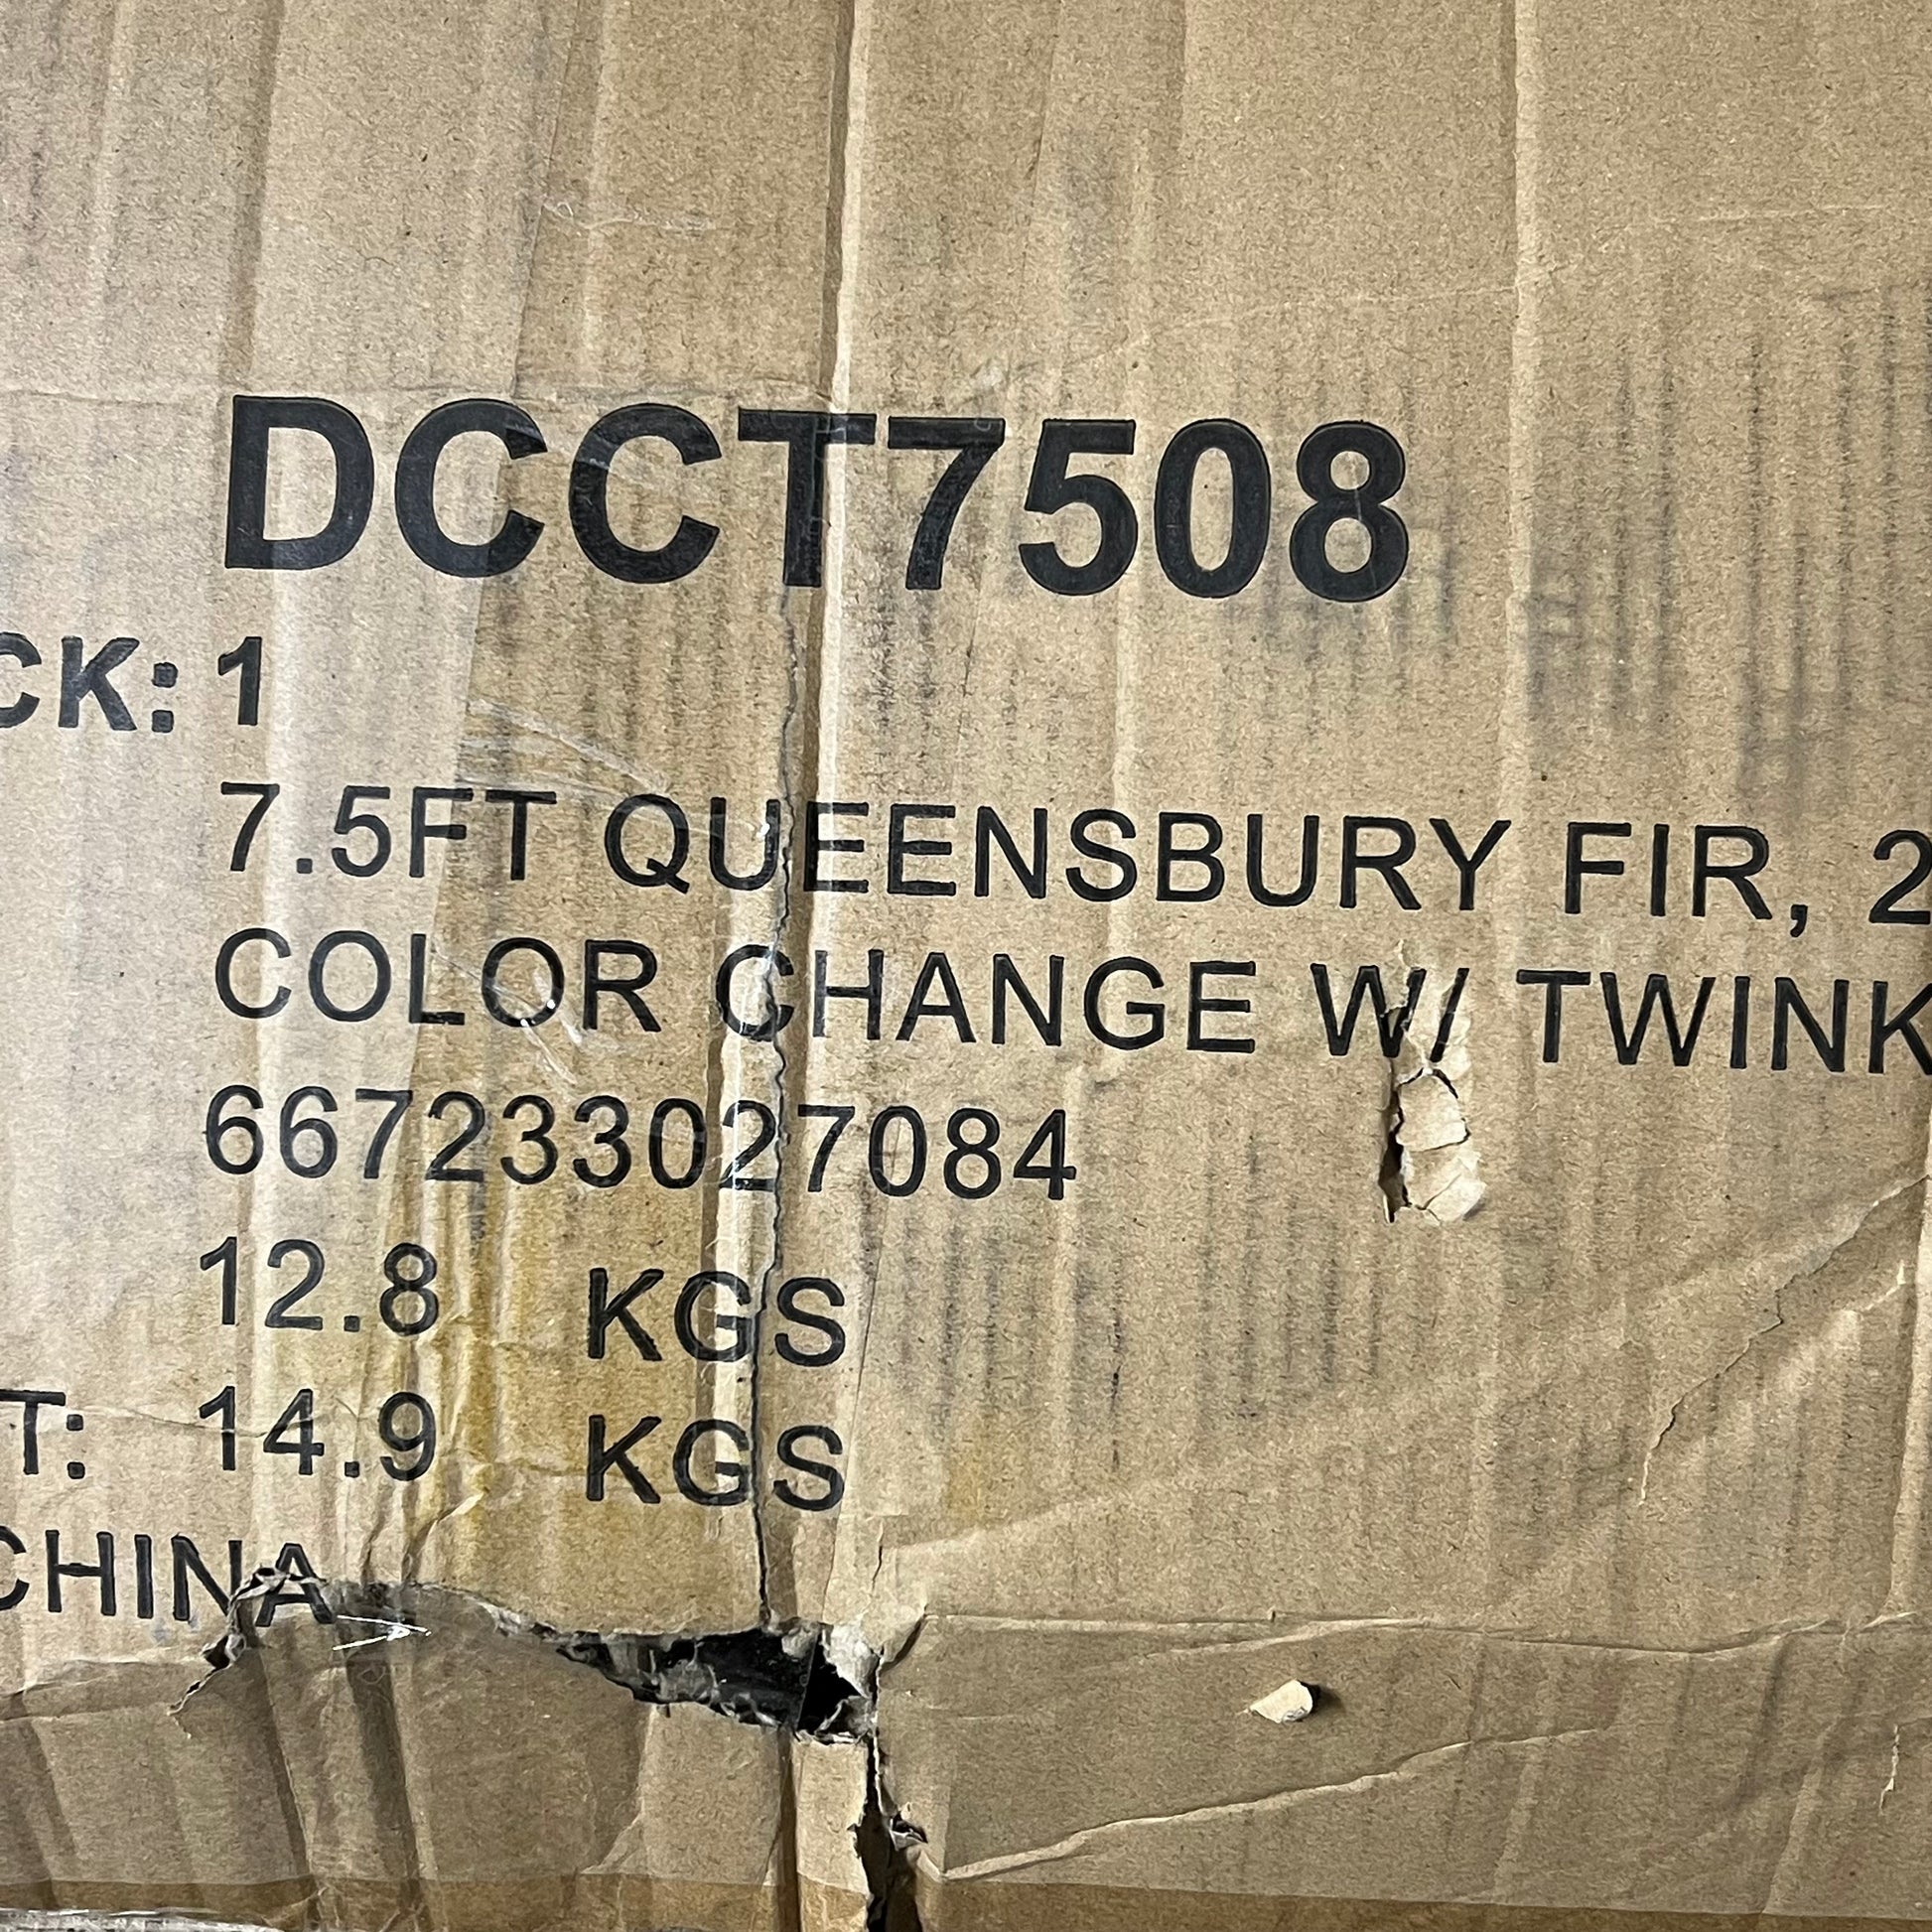 DCCT7508
CK: 1
7.5FT QUEENSBURY FIR, 2
COLOR CHANGE W/ TWINK
667233027084
12.8 KGS
T: 14.9 KGS
CHINA